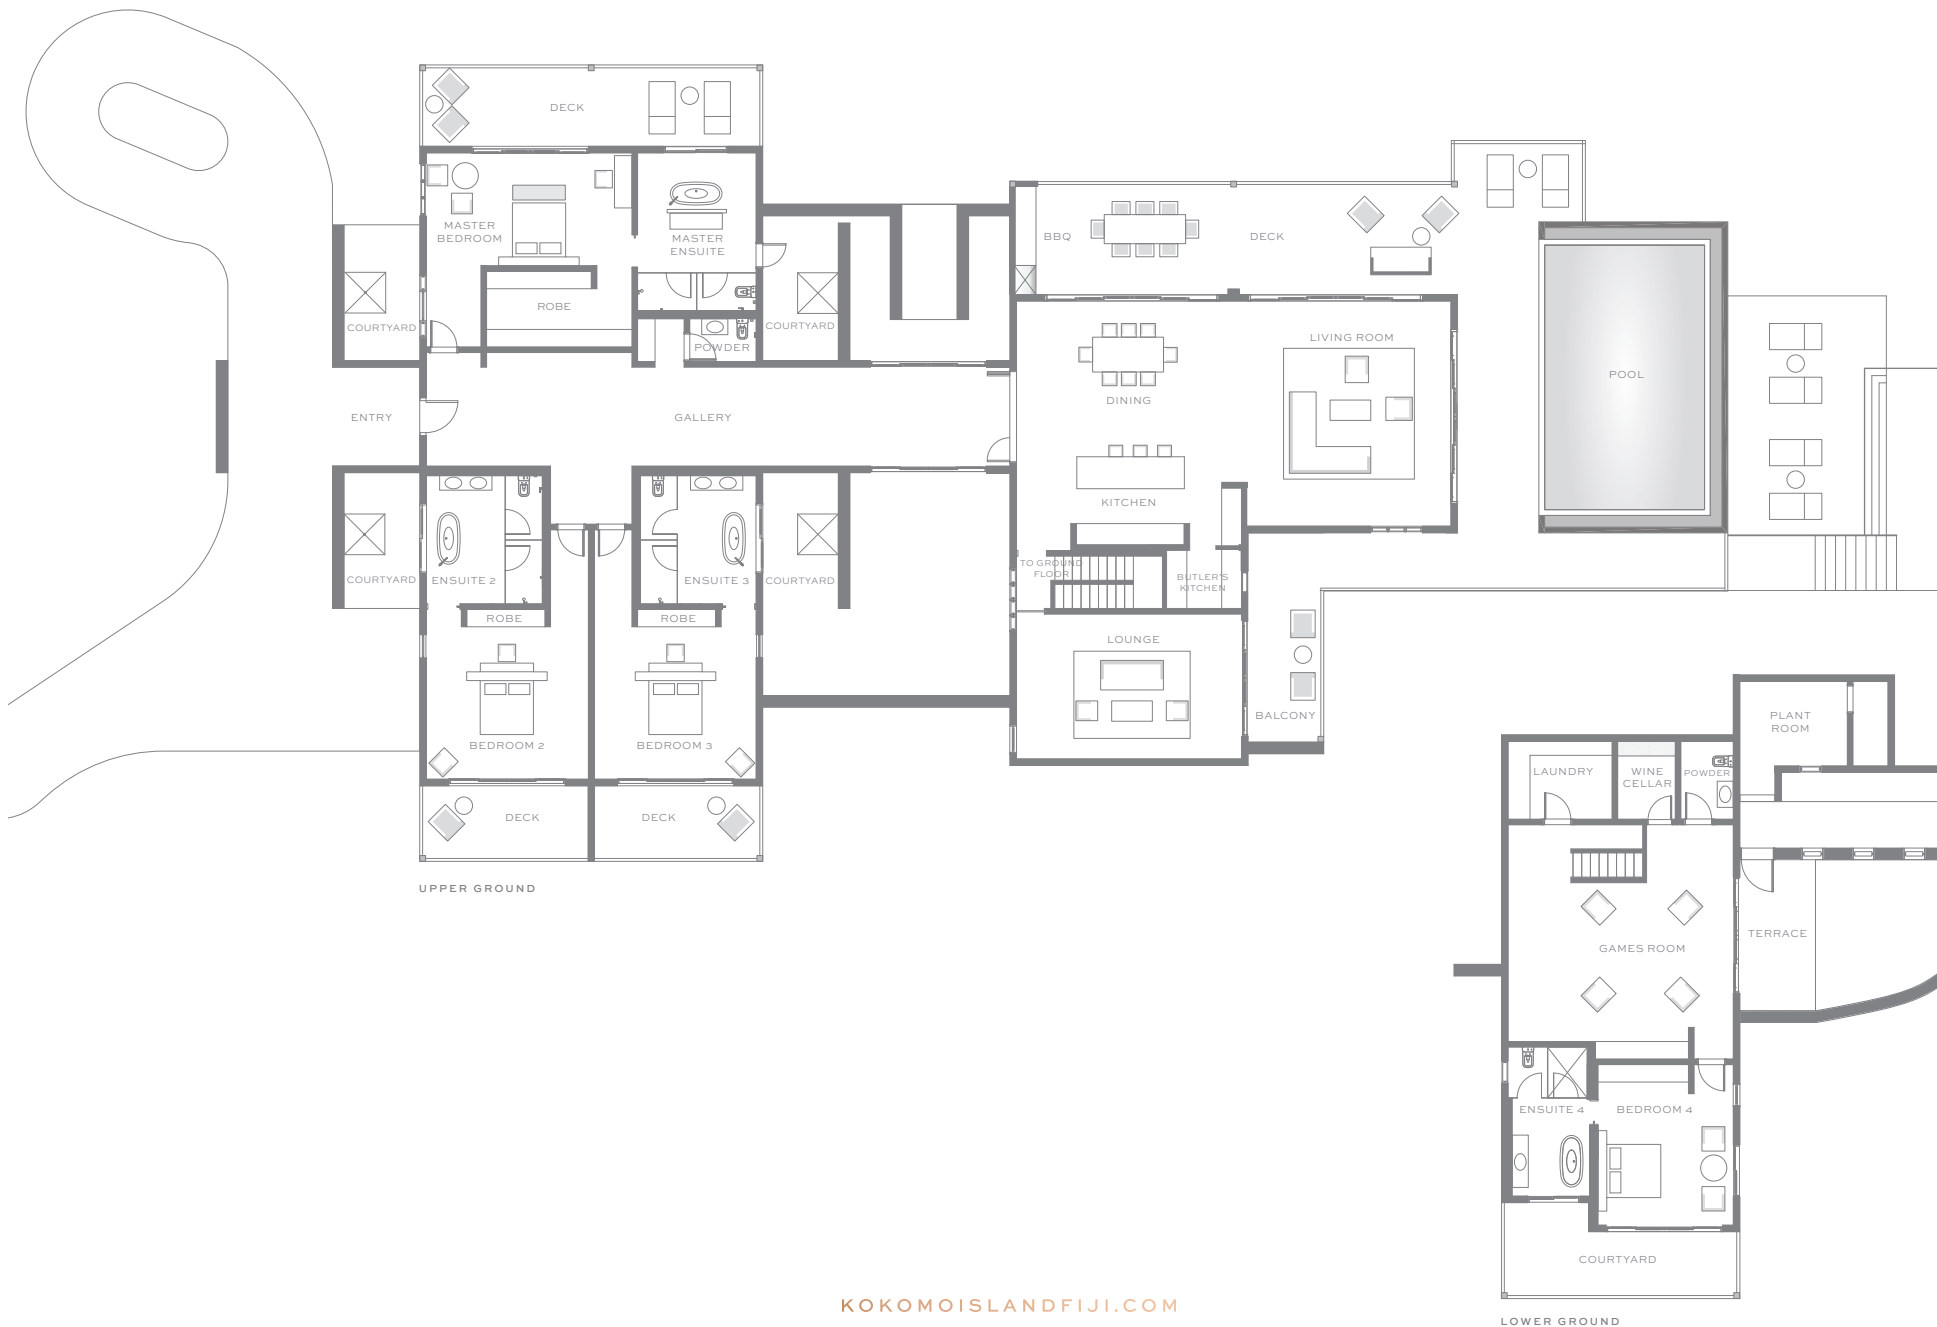 DECK
MASTER
BEDROOM
MASTER
ENSUITE
BBQ
DECK
ROBE
COURTYARD
COURTYARD
POWDER
LIVING ROOM
POOL
DINING
ENTRY
GALLERY
KITCHEN
TO GROUND
FLOOR
BUTLER'S
KITCHEN
COURTYARD
ENSUITE 2
ENSUITE 3
COURTYARD
ROBE
ROBE
LOUNGE
BALCONY
BEDROOM 2
BEDROOM 3
DECK
DECK
UPPER GROUND
PLANT
ROOM
LAUNDRY
WINE
CELLAR
POWDER
TERRACE
GAMES ROOM
ENSUITE 4
BEDROOM 4
COURTYARD
LOWER GROUND
KOKOMOISLANDFIJI.COM